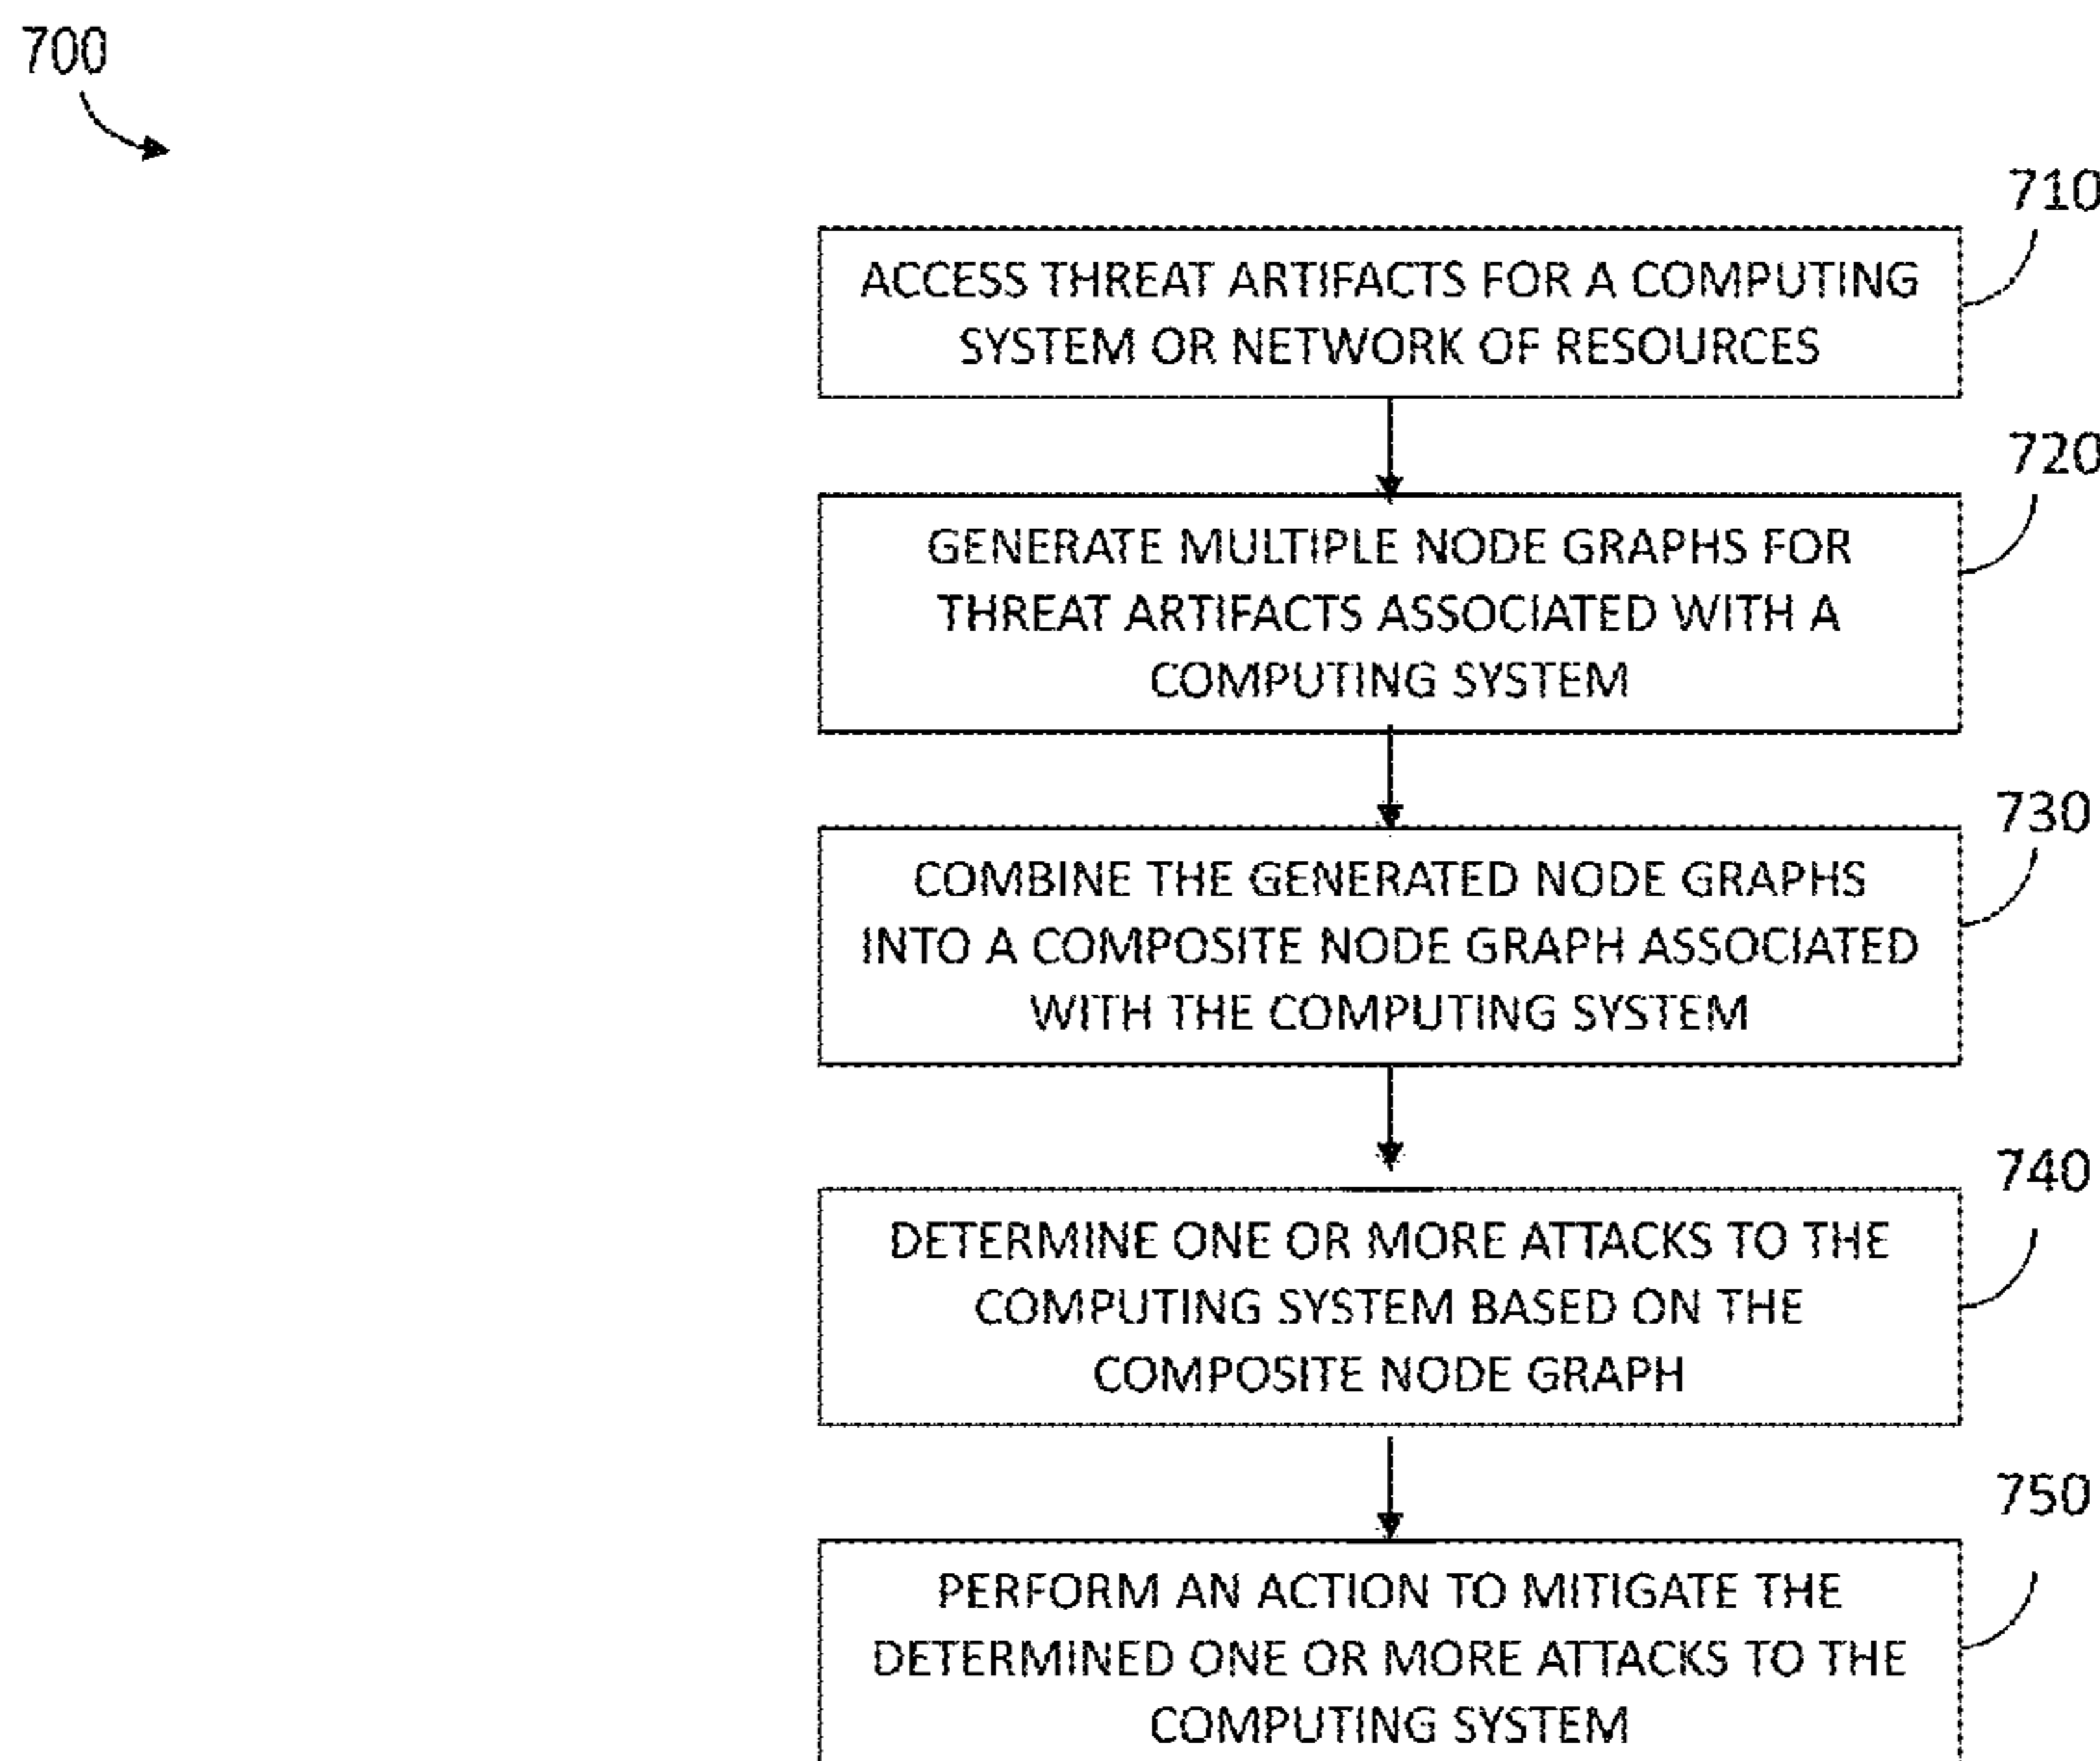 700
710
ACCESS THREAT ARTIFACTS FOR A COMPUTING
SYSTEM OR NETWORK OF RESOURCES
720
GENERATE MULTIPLE NODE GRAPHS FOR
THREAT ARTIFACTS ASSOCIATED WITH A
COMPUTING SYSTEM
730
COMBINE THE GENERATED NODE GRAPHS
INTO A COMPOSITE NODE GRAPH ASSOCIATED
WITH THE COMPUTING SYSTEM
740
DETERMINE ONE OR MORE ATTACKS TO THE
COMPUTING SYSTEM BASED ON THE
COMPOSITE NODE GRAPH
750
PERFORM AN ACTION TO MITIGATE THE
DETERMINED ONE OR MORE ATTACKS TO THE
COMPUTING SYSTEM